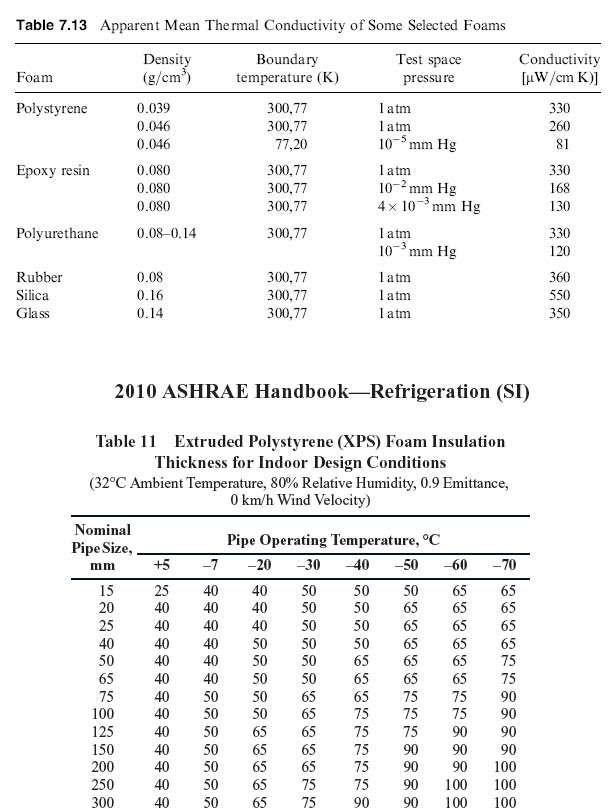 Table 7.13 Apparent Mean Thermal Conductivity of Some Selected Foams
Density Boundary Test space Conductivity
Foam (g/cm³) temperature (K) pressure [μW/cm K)]
Polystyrene 0.039 300,77 1 atm 330
0.046 300,77 1 atm 260
0.046 77,20 10⁻⁵ mm Hg 81
Epoxy resin 0.080 300,77 1 atm 330
0.080 300,77 10⁻² mm Hg 168
0.080 300,77 4 × 10⁻³ mm Hg 130
Polyurethane 0.08–0.14 300,77 1 atm 330
10⁻³ mm Hg 120
Rubber 0.08 300,77 1 atm 360
Silica 0.16 300,77 1 atm 550
Glass 0.14 300,77 1 atm 350
2010 ASHRAE Handbook—Refrigeration (SI)
Table 11 Extruded Polystyrene (XPS) Foam Insulation
Thickness for Indoor Design Conditions
(32°C Ambient Temperature, 80% Relative Humidity, 0.9 Emittance,
0 km/h Wind Velocity)
Nominal
Pipe Size, Pipe Operating Temperature, °C
mm +5 –7 –20 –30 –40 –50 –60 –70
15 25 40 40 50 50 50 65 65
20 40 40 40 50 50 65 65 65
25 40 40 40 50 50 65 65 65
40 40 40 50 50 50 65 65 65
50 40 40 50 50 65 65 65 75
65 40 40 50 50 65 65 65 75
75 40 50 50 65 65 75 75 90
100 40 50 50 65 75 75 75 90
125 40 50 65 65 75 75 90 90
150 40 50 65 65 75 90 90 90
200 40 50 65 65 75 90 90 100
250 40 50 65 75 75 90 100 100
300 40 50 65 75 90 90 100 100